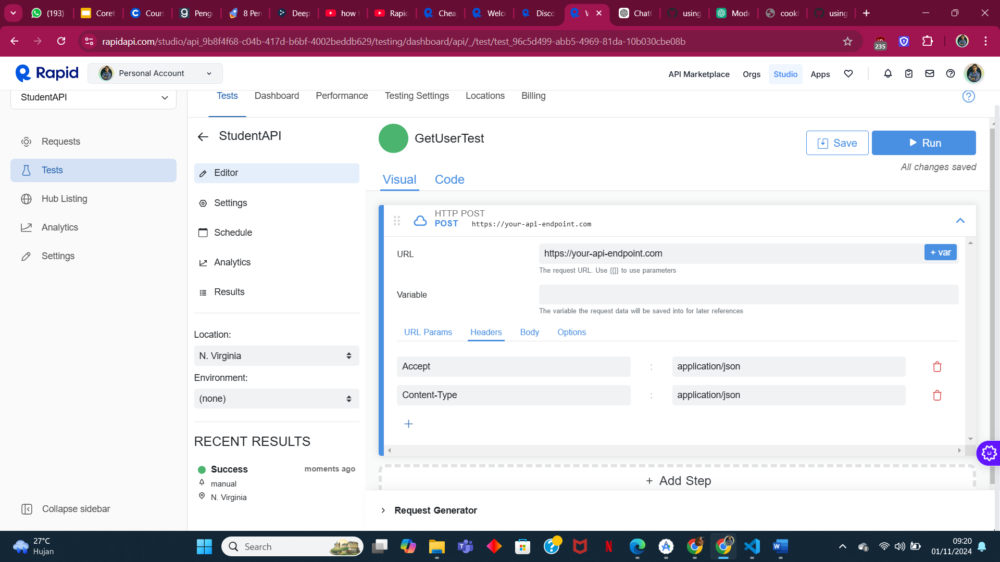 (193)
Coret
Cour
Peng
8 Per
Deep
how t
Rapid
Chea
Welc
Disco
W
ChatG
using
Mode
cookl
using
rapidapi.com/studio/api_9b8f4f68-c04b-417d-b6bf-4002beddb629/testing/dashboard/api/_/test/test_96c5d499-abb5-4969-81da-10b030cbe08b
235
Rapid
Personal Account
API Marketplace
Orgs
Studio
Apps
StudentAPI
Tests
Dashboard
Performance
Testing Settings
Locations
Billing
Requests
Tests
Hub Listing
Analytics
Settings
Collapse sidebar
StudentAPI
Editor
Settings
Schedule
Analytics
Results
Location:
N. Virginia
Environment:
(none)
RECENT RESULTS
Success
moments ago
manual
N. Virginia
GetUserTest
Save
Run
All changes saved
Visual
Code
HTTP POST
POST https://your-api-endpoint.com
URL
https://your-api-endpoint.com
+ var
The request URL. Use {{}} to use parameters
Variable
The variable the request data will be saved into for later references
URL Params
Headers
Body
Options
Accept : application/json
Content-Type : application/json
+ Add Step
Request Generator
27°C
Hujan
Search
09:20
01/11/2024